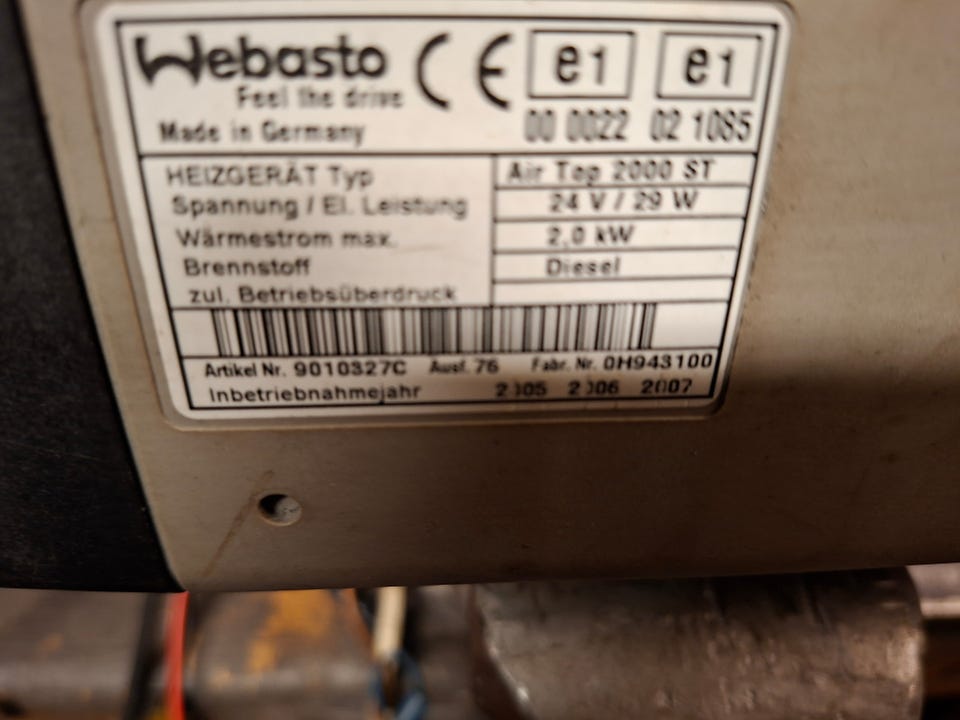 Webasto
Feel the drive
CE e1 e1
Made in Germany 00 0022 02 1085
HEIZGERÄT Typ Air Top 2000 ST
Spannung / El. Leistung 24 V / 29 W
Wärmestrom max. 2,0 kW
Brennstoff Diesel
zul. Betriebsüberdruck
Artikel Nr. 9010327C Ausf. 76 Fabr. Nr. 0H943100
Inbetriebnahmejahr 2005 2006 2007